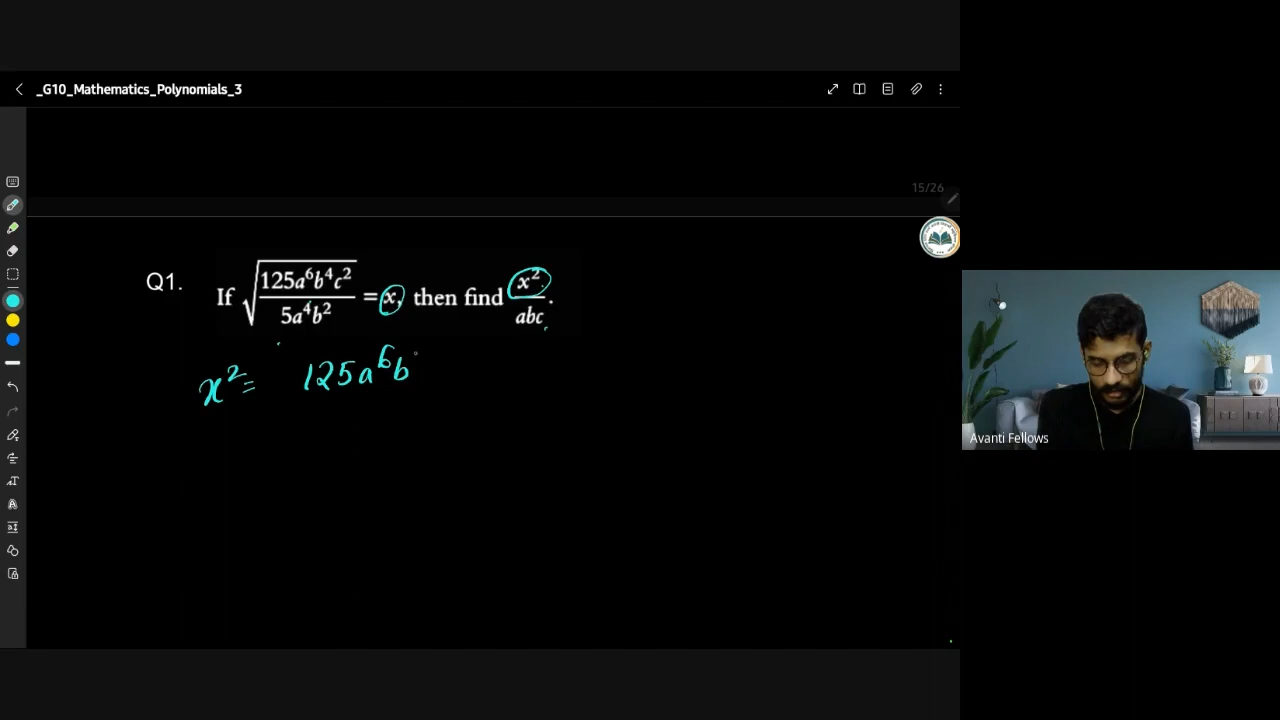 _G10_Mathematics_Polynomials_3
15/26
Q1. If √(125a⁶b⁴c² / 5a⁴b²) = x, then find x² / abc.
x² = 125a⁶b
Avanti Fellows